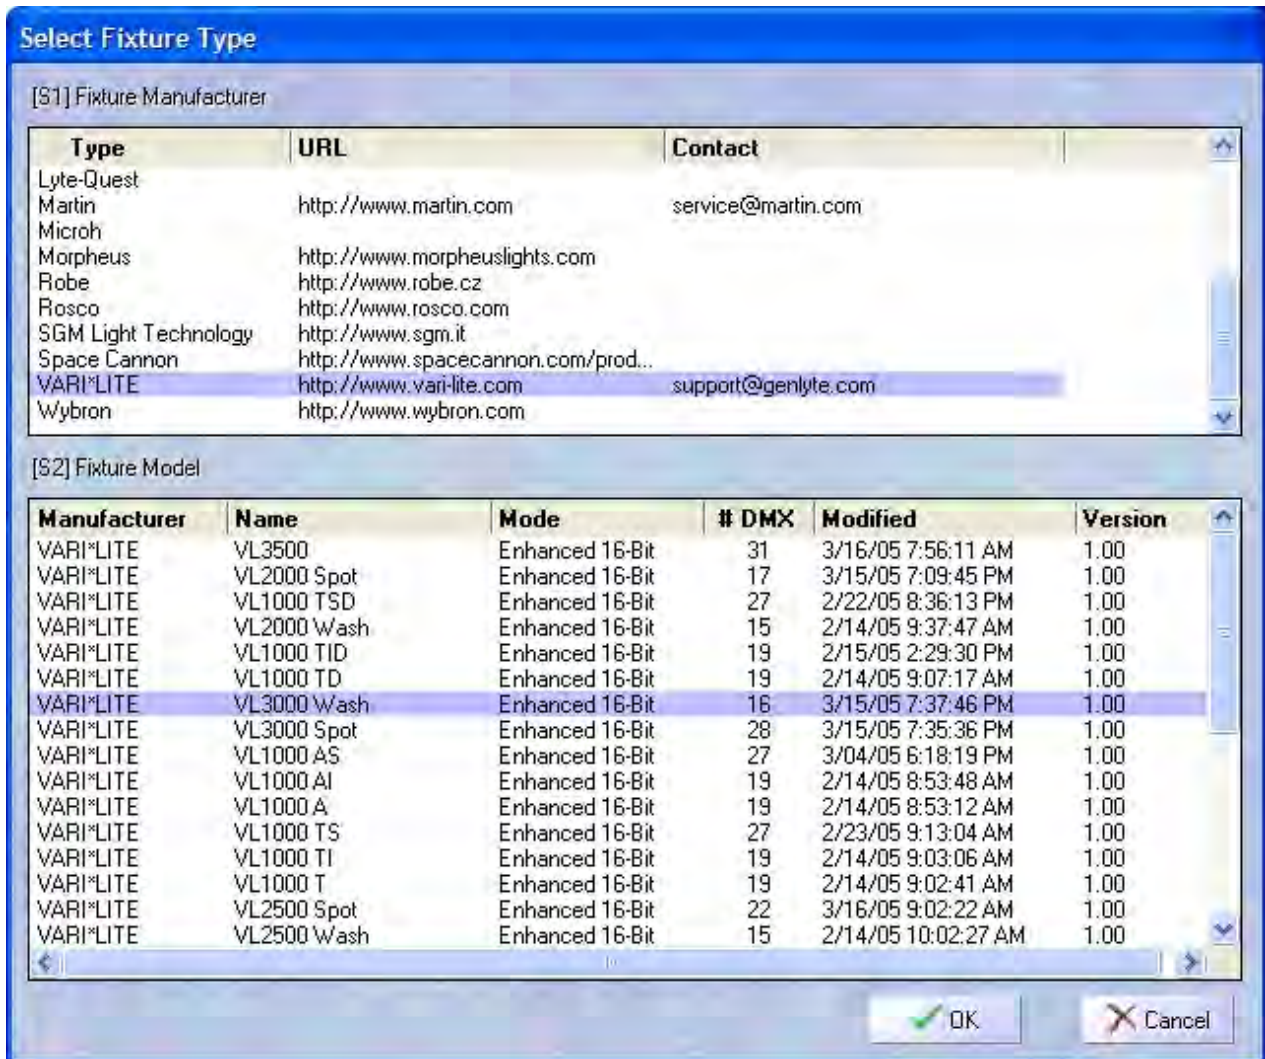 Select Fixture Type
[S1] Fixture Manufacturer
Type URL Contact
Lyte-Quest
Martin http://www.martin.com service@martin.com
Microh
Morpheus http://www.morpheuslights.com
Robe http://www.robe.cz
Rosco http://www.rosco.com
SGM Light Technology http://www.sgm.it
Space Cannon http://www.spacecannon.com/prod...
VARI*LITE http://www.vari-lite.com support@genlyte.com
Wybron http://www.wybron.com
[S2] Fixture Model
Manufacturer Name Mode # DMX Modified Version
VARI*LITE VL3500 Enhanced 16-Bit 31 3/16/05 7:56:11 AM 1.00
VARI*LITE VL2000 Spot Enhanced 16-Bit 17 3/15/05 7:09:45 PM 1.00
VARI*LITE VL1000 TSD Enhanced 16-Bit 27 2/22/05 8:36:13 PM 1.00
VARI*LITE VL2000 Wash Enhanced 16-Bit 15 2/14/05 9:37:47 AM 1.00
VARI*LITE VL1000 TID Enhanced 16-Bit 19 2/15/05 2:29:30 PM 1.00
VARI*LITE VL1000 TD Enhanced 16-Bit 19 2/14/05 9:07:17 AM 1.00
VARI*LITE VL3000 Wash Enhanced 16-Bit 16 3/15/05 7:37:46 PM 1.00
VARI*LITE VL3000 Spot Enhanced 16-Bit 28 3/15/05 7:35:36 PM 1.00
VARI*LITE VL1000 AS Enhanced 16-Bit 27 3/04/05 6:18:19 PM 1.00
VARI*LITE VL1000 AI Enhanced 16-Bit 19 2/14/05 8:53:48 AM 1.00
VARI*LITE VL1000 A Enhanced 16-Bit 19 2/14/05 8:53:12 AM 1.00
VARI*LITE VL1000 TS Enhanced 16-Bit 27 2/23/05 9:13:04 AM 1.00
VARI*LITE VL1000 TI Enhanced 16-Bit 19 2/14/05 9:03:06 AM 1.00
VARI*LITE VL1000 T Enhanced 16-Bit 19 2/14/05 9:02:41 AM 1.00
VARI*LITE VL2500 Spot Enhanced 16-Bit 22 3/16/05 9:02:22 AM 1.00
VARI*LITE VL2500 Wash Enhanced 16-Bit 15 2/14/05 10:02:27 AM 1.00
OK Cancel